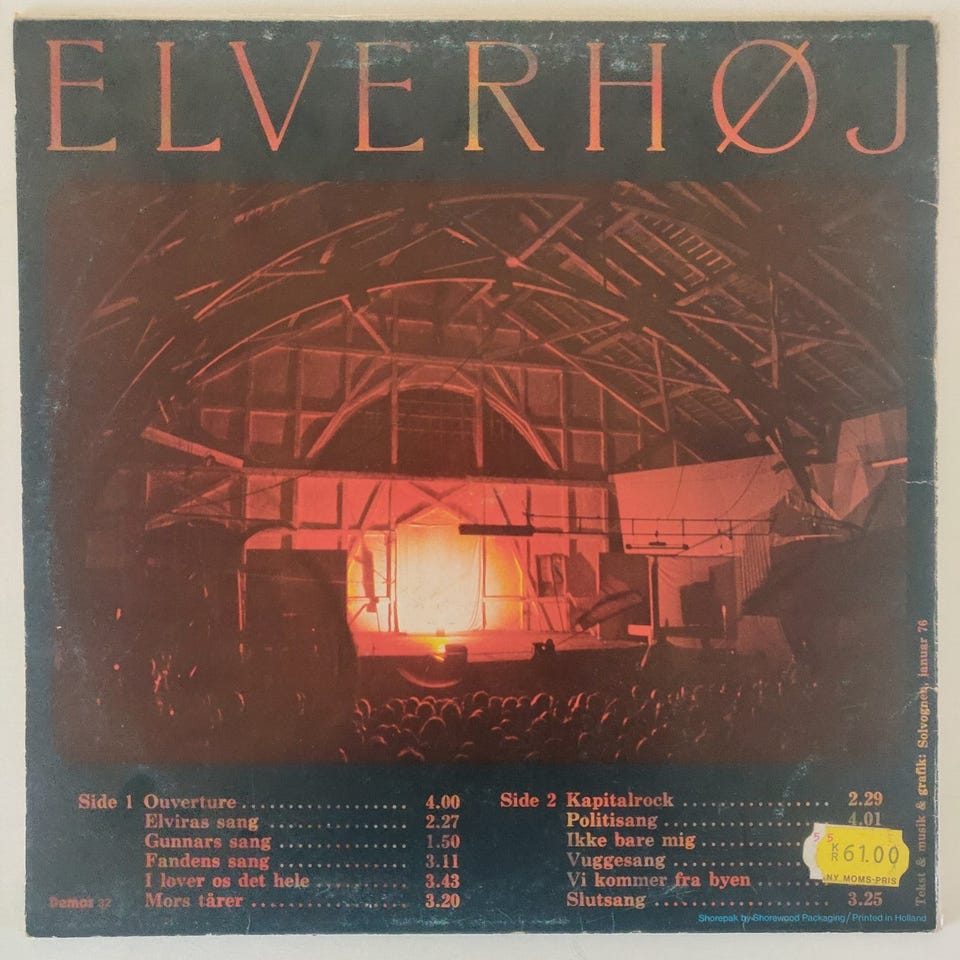 ELVERHØJ
Side 1 Ouverture 4.00
Elviras sang 2.27
Gunnars sang 1.50
Fandens sang 3.11
I lover os det hele 3.43
Mors tårer 3.20
Side 2 Kapitalrock 2.29
Politisang 4.01
Ikke bare mig
Vuggesang
Vi kommer fra byen
Slutsang 3.25
5 5
KR 61.00
NY MOMS-PRIS
Tekst & musik & grafik: Solvognen, januar 76
Demos 32
Shorepak by Shorewood Packaging / Printed in Holland